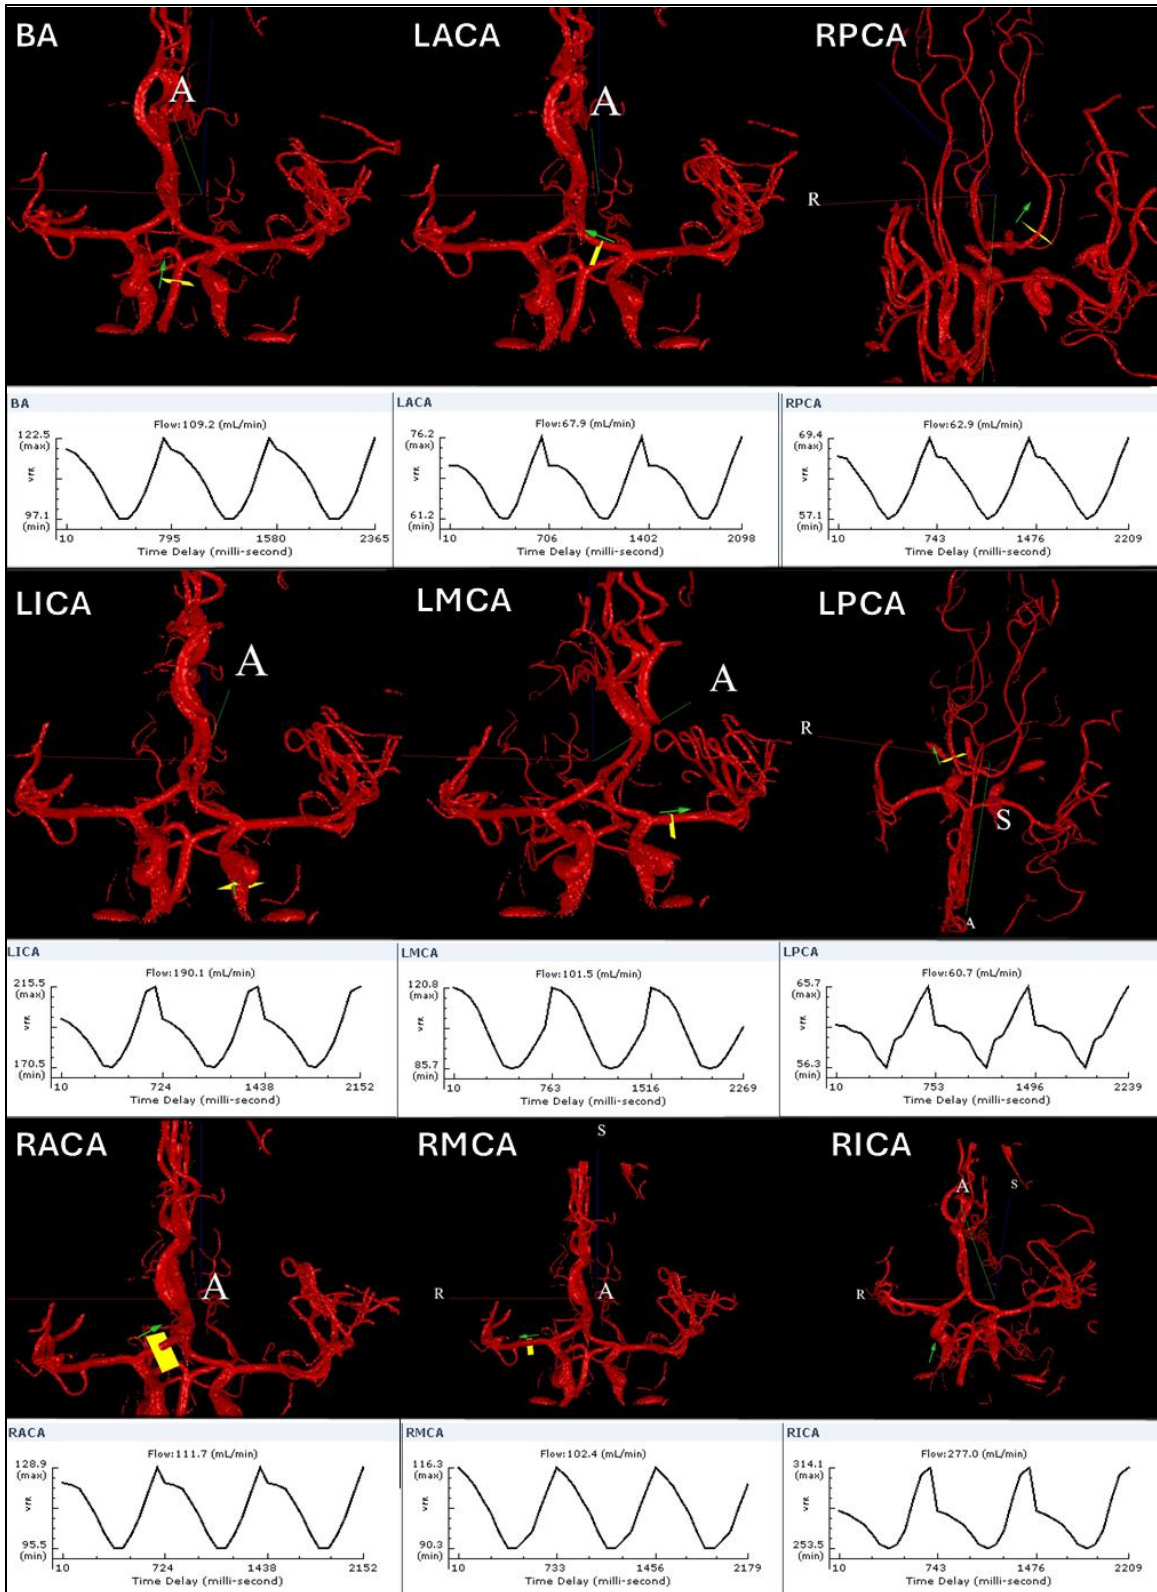 BA
A
LACA
A
RPCA
R
BA
Flow:109.2 (mL/min)
122.5
(max)
VFR
97.1
(min)
10 795 1580 2365
Time Delay (milli-second)
LACA
Flow:67.9 (mL/min)
76.2
(max)
VFR
61.2
(min)
10 706 1402 2098
Time Delay (milli-second)
RPCA
Flow:62.9 (mL/min)
69.4
(max)
VFR
57.1
(min)
10 743 1476 2209
Time Delay (milli-second)
LICA
A
LMCA
A
LPCA
R
S
A
LICA
Flow:190.1 (mL/min)
215.5
(max)
VFR
170.5
(min)
10 724 1438 2152
Time Delay (milli-second)
LMCA
Flow:101.5 (mL/min)
120.8
(max)
VFR
85.7
(min)
10 763 1516 2269
Time Delay (milli-second)
LPCA
Flow:60.7 (mL/min)
65.7
(max)
VFR
56.3
(min)
10 753 1496 2239
Time Delay (milli-second)
RACA
A
RMCA
S
R
A
RICA
A
S
R
RACA
Flow:111.7 (mL/min)
128.9
(max)
VFR
95.5
(min)
10 724 1438 2152
Time Delay (milli-second)
RMCA
Flow:102.4 (mL/min)
116.3
(max)
VFR
90.3
(min)
10 733 1456 2179
Time Delay (milli-second)
RICA
Flow:277.0 (mL/min)
314.1
(max)
VFR
253.5
(min)
10 743 1476 2209
Time Delay (milli-second)